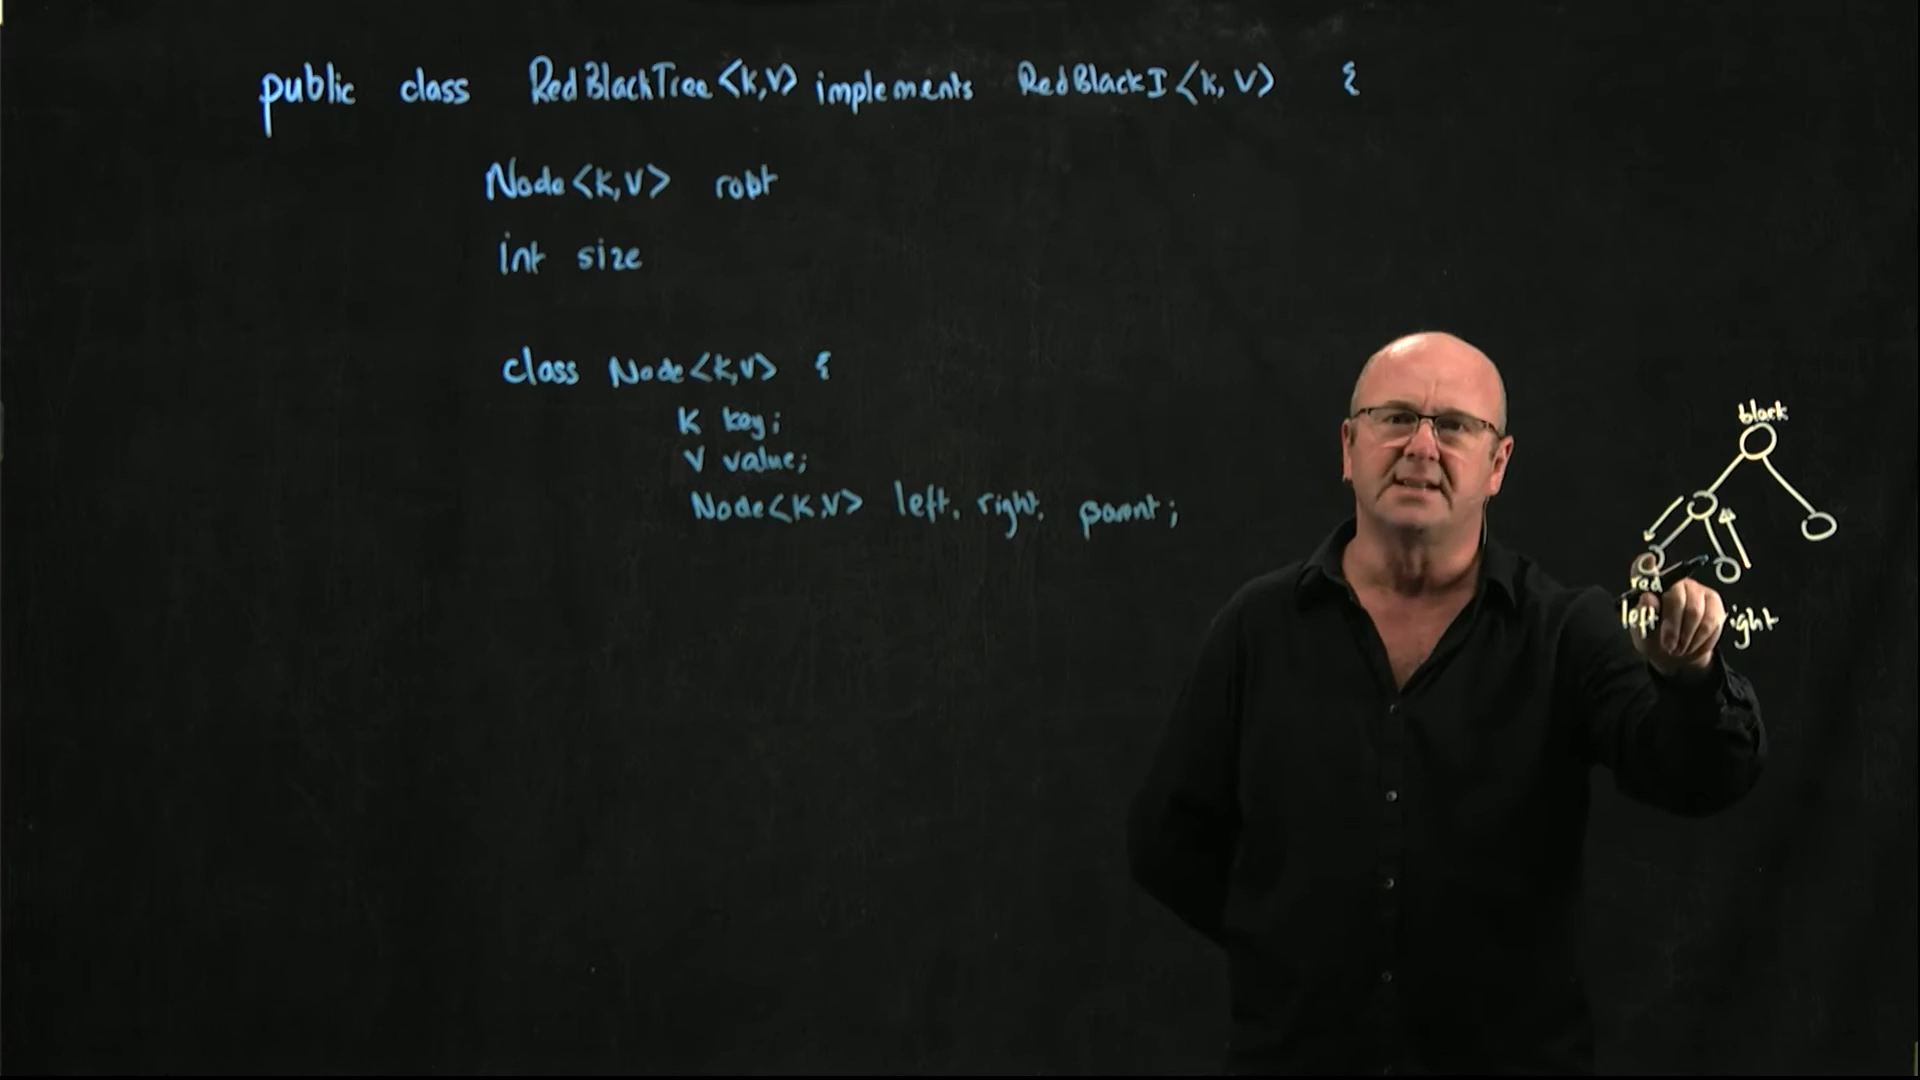 public class RedBlackTree<K,V> implements RedBlackI<K,V> {
Node<K,V> root
int size
class Node<K,V> {
K key;
V value;
Node<K,V> left, right, parent;
black
red
left right